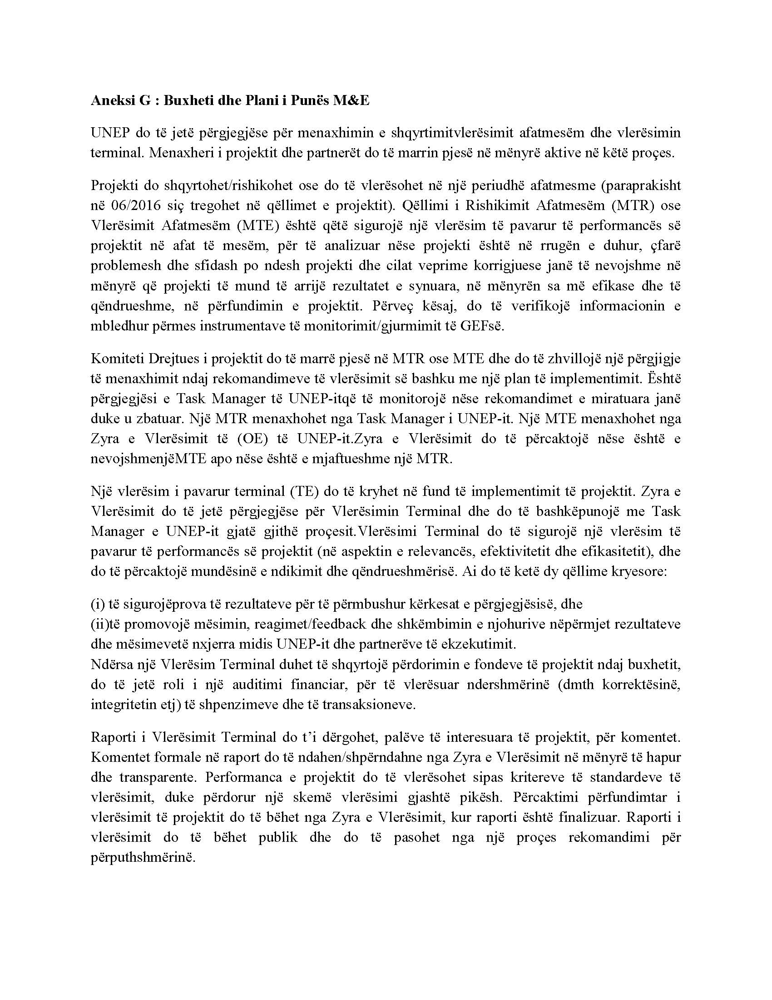 Aneksi G : Buxheti dhe Plani i Punës M&E
UNEP do të jetë përgjegjëse për menaxhimin e shqyrtimitvlerësimit afatmesëm dhe vlerësimin
terminal. Menaxheri i projektit dhe partnerët do të marrin pjesë në mënyrë aktive në këtë proçes.
Projekti do shqyrtohet/rishikohet ose do të vlerësohet në një periudhë afatmesme (paraprakisht
në 06/2016 siç tregohet në qëllimet e projektit). Qëllimi i Rishikimit Afatmesëm (MTR) ose
Vlerësimit Afatmesëm (MTE) është qëtë sigurojë një vlerësim të pavarur të performancës së
projektit në afat të mesëm, për të analizuar nëse projekti është në rrugën e duhur, çfarë
problemesh dhe sfidash po ndesh projekti dhe cilat veprime korrigjuese janë të nevojshme në
mënyrë që projekti të mund të arrijë rezultatet e synuara, në mënyrën sa më efikase dhe të
qëndrueshme, në përfundimin e projektit. Përveç kësaj, do të verifikojë informacionin e
mbledhur përmes instrumentave të monitorimit/gjurmimit të GEFsë.
Komiteti Drejtues i projektit do të marrë pjesë në MTR ose MTE dhe do të zhvillojë një përgjigje
të menaxhimit ndaj rekomandimeve të vlerësimit së bashku me një plan të implementimit. Është
përgjegjësi e Task Manager të UNEP-itqë të monitorojë nëse rekomandimet e miratuara janë
duke u zbatuar. Një MTR menaxhohet nga Task Manager i UNEP-it. Një MTE menaxhohet nga
Zyra e Vlerësimit të (OE) të UNEP-it.Zyra e Vlerësimit do të përcaktojë nëse është e
nevojshmenjëMTE apo nëse është e mjaftueshme një MTR.
Një vlerësim i pavarur terminal (TE) do të kryhet në fund të implementimit të projektit. Zyra e
Vlerësimit do të jetë përgjegjëse për Vlerësimin Terminal dhe do të bashkëpunojë me Task
Manager e UNEP-it gjatë gjithë proçesit.Vlerësimi Terminal do të sigurojë një vlerësim të
pavarur të performancës së projektit (në aspektin e relevancës, efektivitetit dhe efikasitetit), dhe
do të përcaktojë mundësinë e ndikimit dhe qëndrueshmërisë. Ai do të ketë dy qëllime kryesore:
(i) të sigurojëprova të rezultateve për të përmbushur kërkesat e përgjegjësisë, dhe
(ii)të promovojë mësimin, reagimet/feedback dhe shkëmbimin e njohurive nëpërmjet rezultateve
dhe mësimevetë nxjerra midis UNEP-it dhe partnerëve të ekzekutimit.
Ndërsa një Vlerësim Terminal duhet të shqyrtojë përdorimin e fondeve të projektit ndaj buxhetit,
do të jetë roli i një auditimi financiar, për të vlerësuar ndershmërinë (dmth korrektësinë,
integritetin etj) të shpenzimeve dhe të transaksioneve.
Raporti i Vlerësimit Terminal do t’i dërgohet, palëve të interesuara të projektit, për komentet.
Komentet formale në raport do të ndahen/shpërndahne nga Zyra e Vlerësimit në mënyrë të hapur
dhe transparente. Performanca e projektit do të vlerësohet sipas kritereve të standardeve të
vlerësimit, duke përdorur një skemë vlerësimi gjashtë pikësh. Përcaktimi përfundimtar i
vlerësimit të projektit do të bëhet nga Zyra e Vlerësimit, kur raporti është finalizuar. Raporti i
vlerësimit do të bëhet publik dhe do të pasohet nga një proçes rekomandimi për
përputhshmërinë.